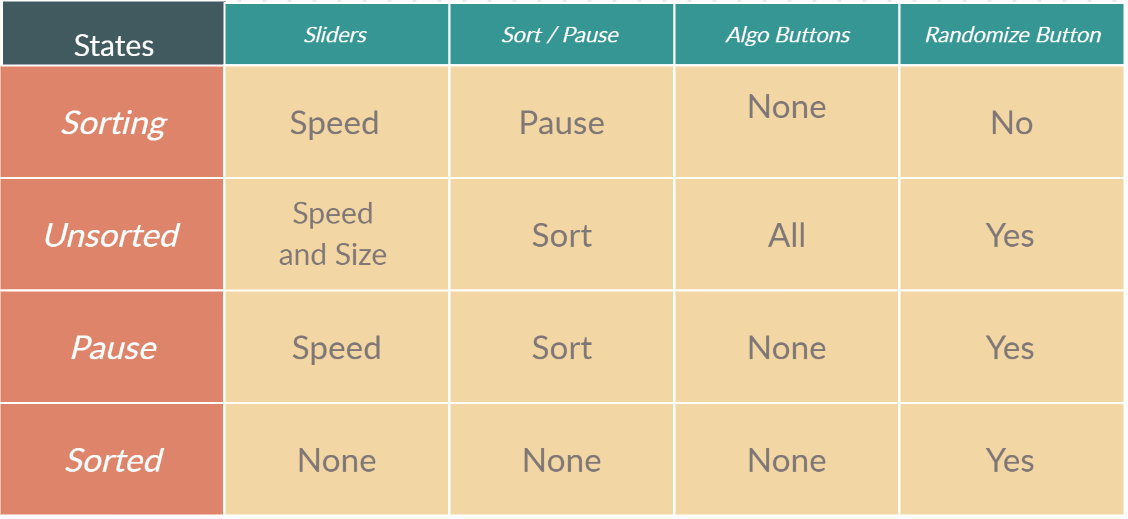 States
Sliders
Sort / Pause
Algo Buttons
Randomize Button
Sorting
Speed
Pause
None
No
Unsorted
Speed
and Size
Sort
All
Yes
Pause
Speed
Sort
None
Yes
Sorted
None
None
None
Yes